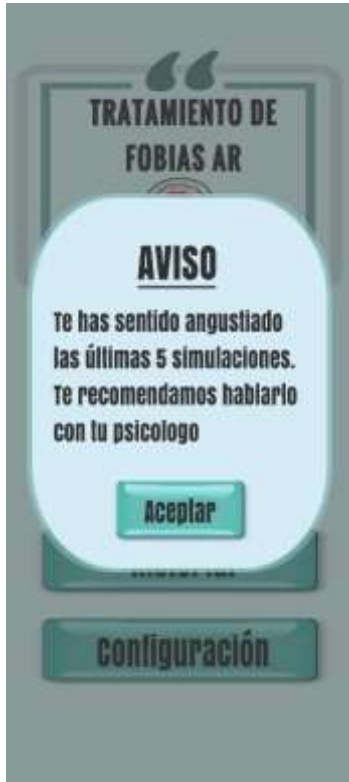 TRATAMIENTO DE
FOBIAS AR
AVISO
Te has sentido angustiado
las últimas 5 simulaciones.
Te recomendamos hablarlo
con tu psicologo
Aceptar
Configuración